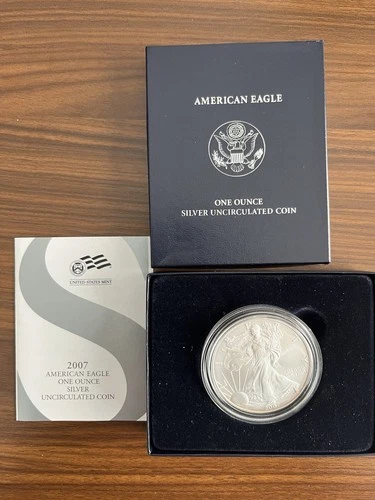 AMERICAN EAGLE
ONE OUNCE
SILVER UNCIRCULATED COIN
UNITED STATES MINT
2007
AMERICAN EAGLE
ONE OUNCE
SILVER
UNCIRCULATED COIN